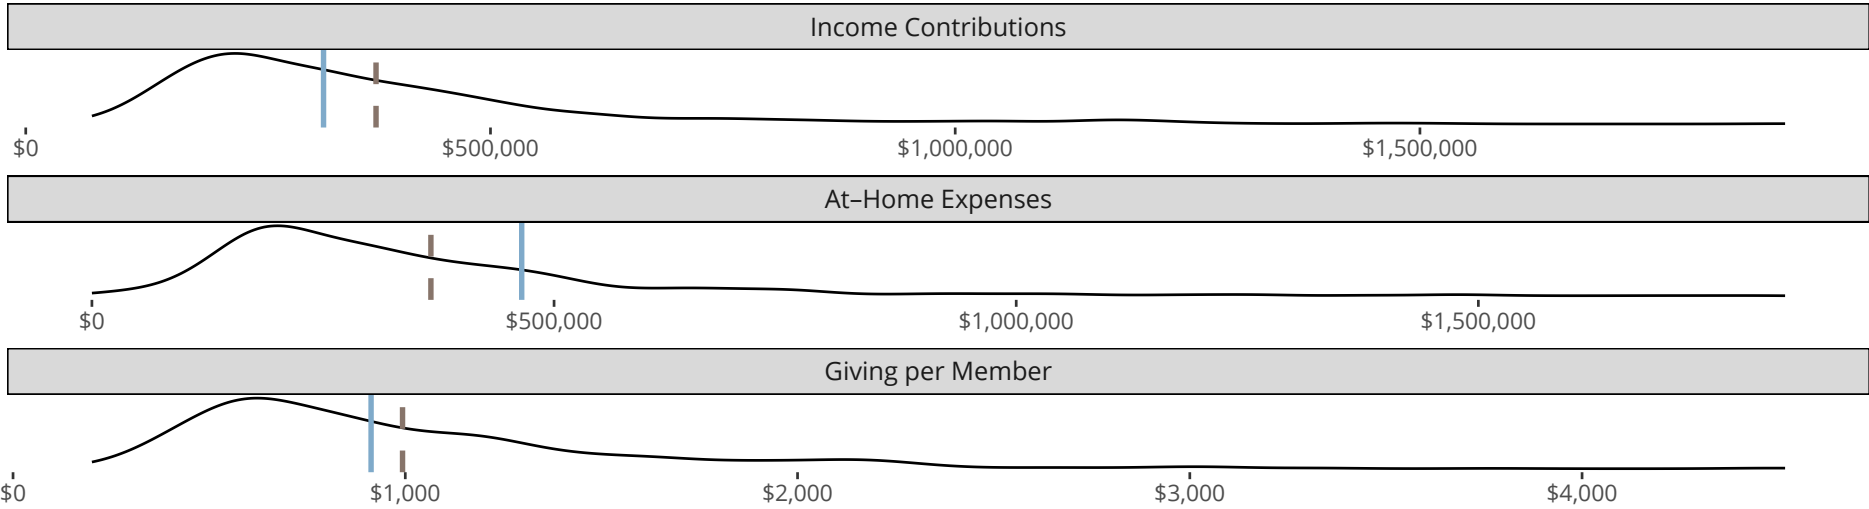 Income Contributions
$0 $500,000 $1,000,000 $1,500,000
At–Home Expenses
$0 $500,000 $1,000,000 $1,500,000
Giving per Member
$0 $1,000 $2,000 $3,000 $4,000